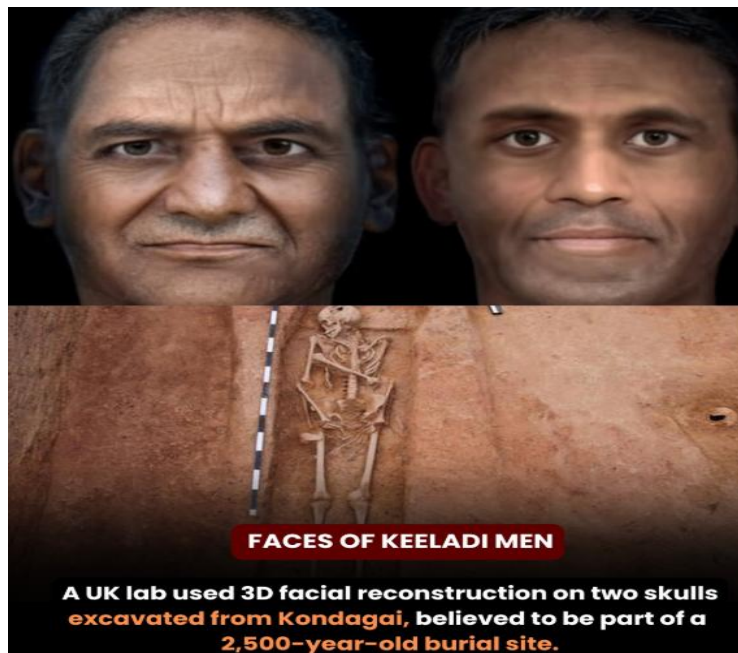 FACES OF KEELADI MEN
A UK lab used 3D facial reconstruction on two skulls
excavated from Kondagai, believed to be part of a
2,500-year-old burial site.